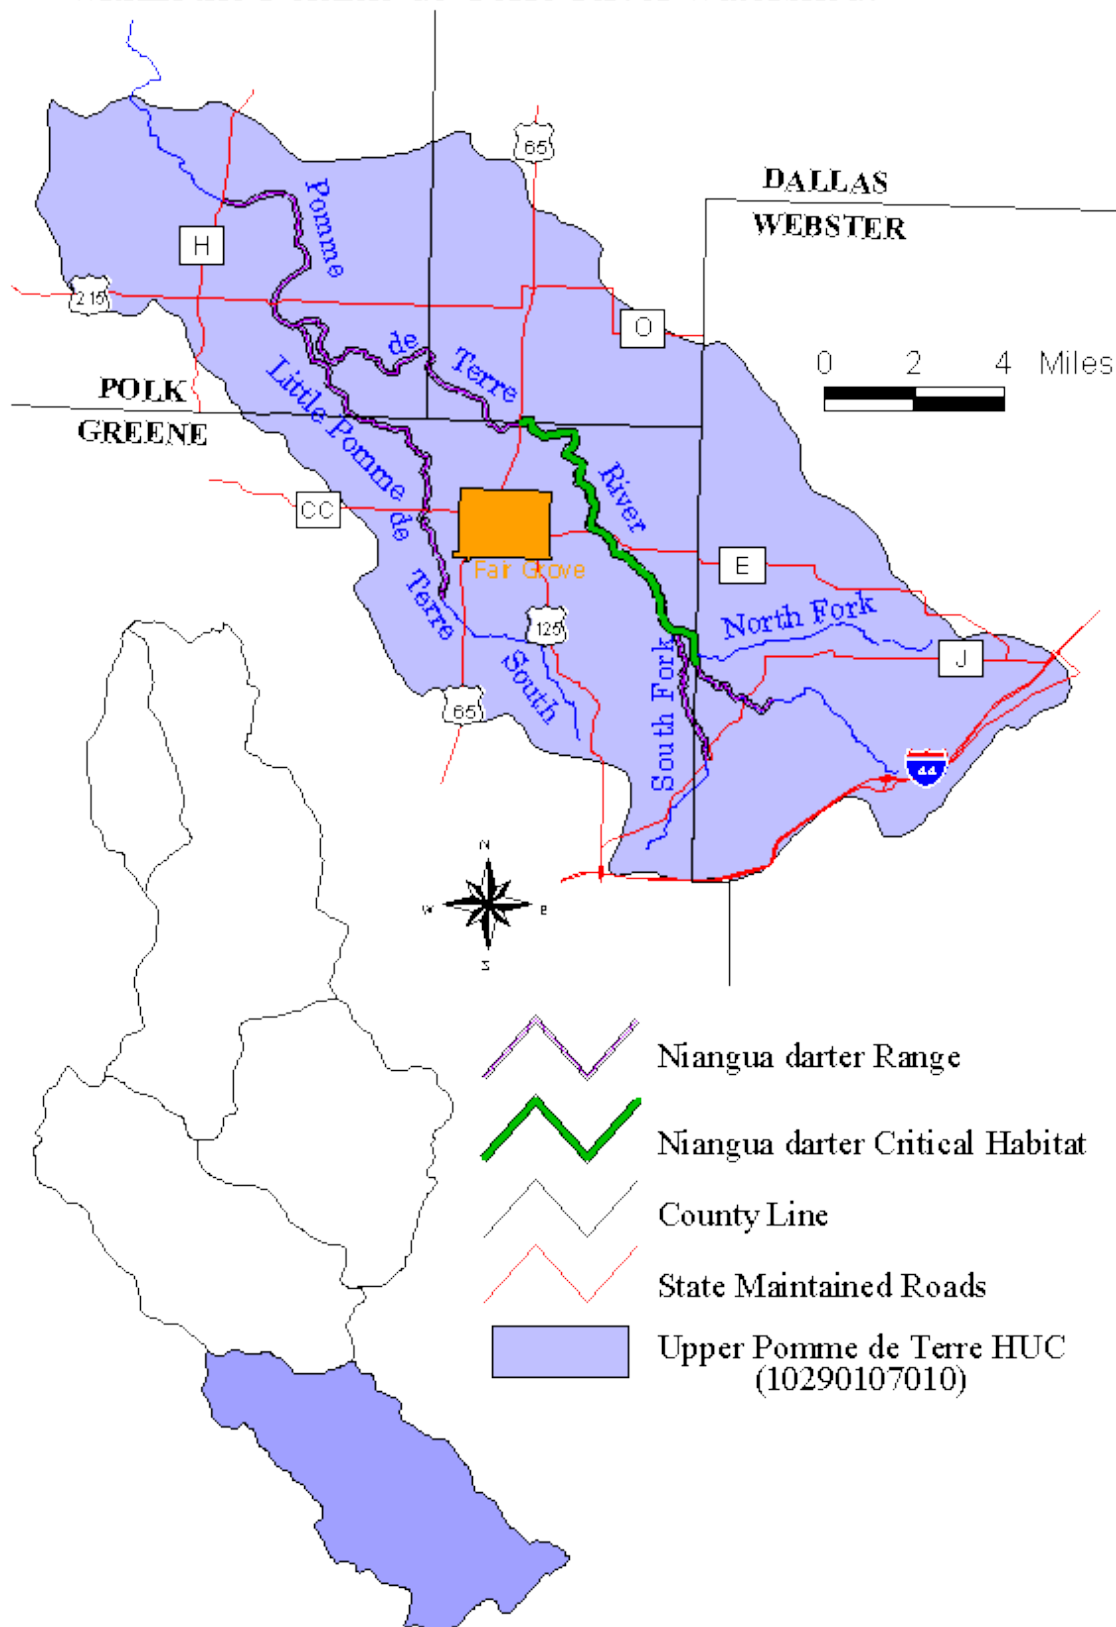 65
DALLAS
WEBSTER
Pomme
H
215
O
de
Terre
0 2 4 Miles
Little Pomme de Terre
POLK
GREENE
River
CC
E
Fair Grove
North Fork
125
J
South
South Fork
65
44
N
W E
S
Niangua darter Range
Niangua darter Critical Habitat
County Line
State Maintained Roads
Upper Pomme de Terre HUC
(10290107010)